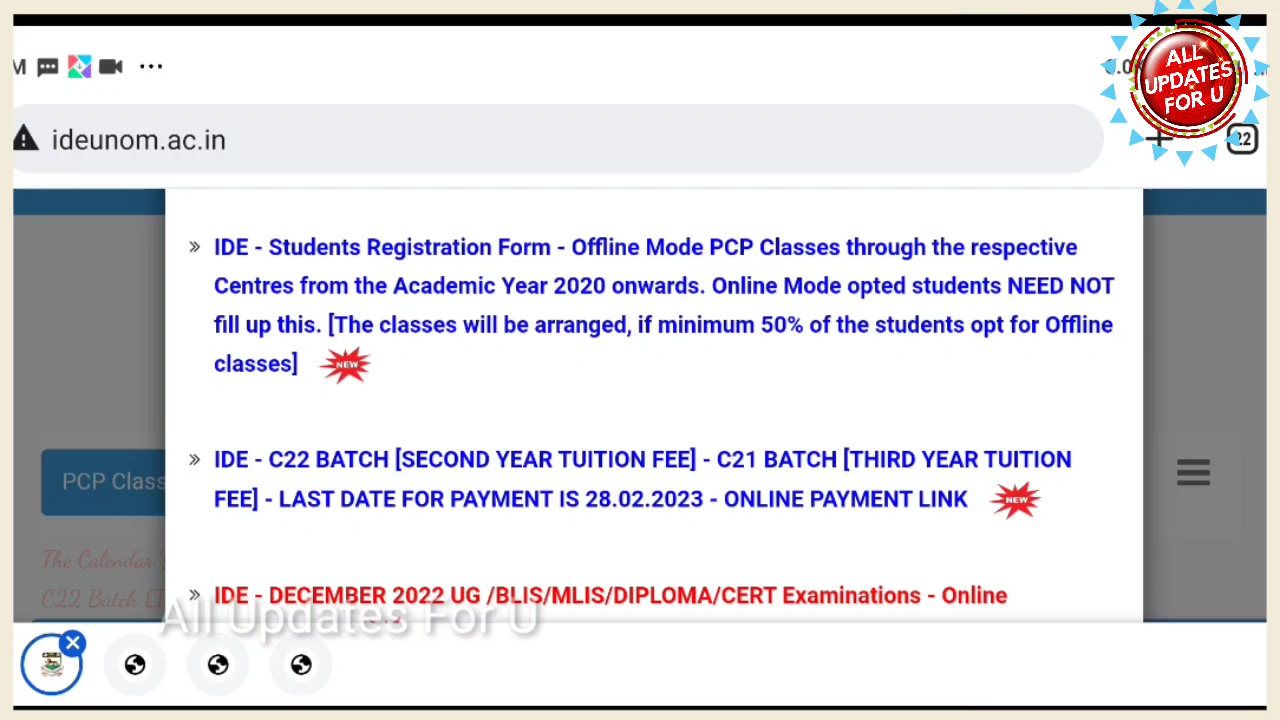 M
ideunom.ac.in
22
ALL
UPDATES
FOR U
IDE - Students Registration Form - Offline Mode PCP Classes through the respective
Centres from the Academic Year 2020 onwards. Online Mode opted students NEED NOT
fill up this. [The classes will be arranged, if minimum 50% of the students opt for Offline
classes] NEW
IDE - C22 BATCH [SECOND YEAR TUITION FEE] - C21 BATCH [THIRD YEAR TUITION
FEE] - LAST DATE FOR PAYMENT IS 28.02.2023 - ONLINE PAYMENT LINK NEW
PCP Class
The Calendar
C22 Batch
IDE - DECEMBER 2022 UG /BLIS/MLIS/DIPLOMA/CERT Examinations - Online
All Updates For U